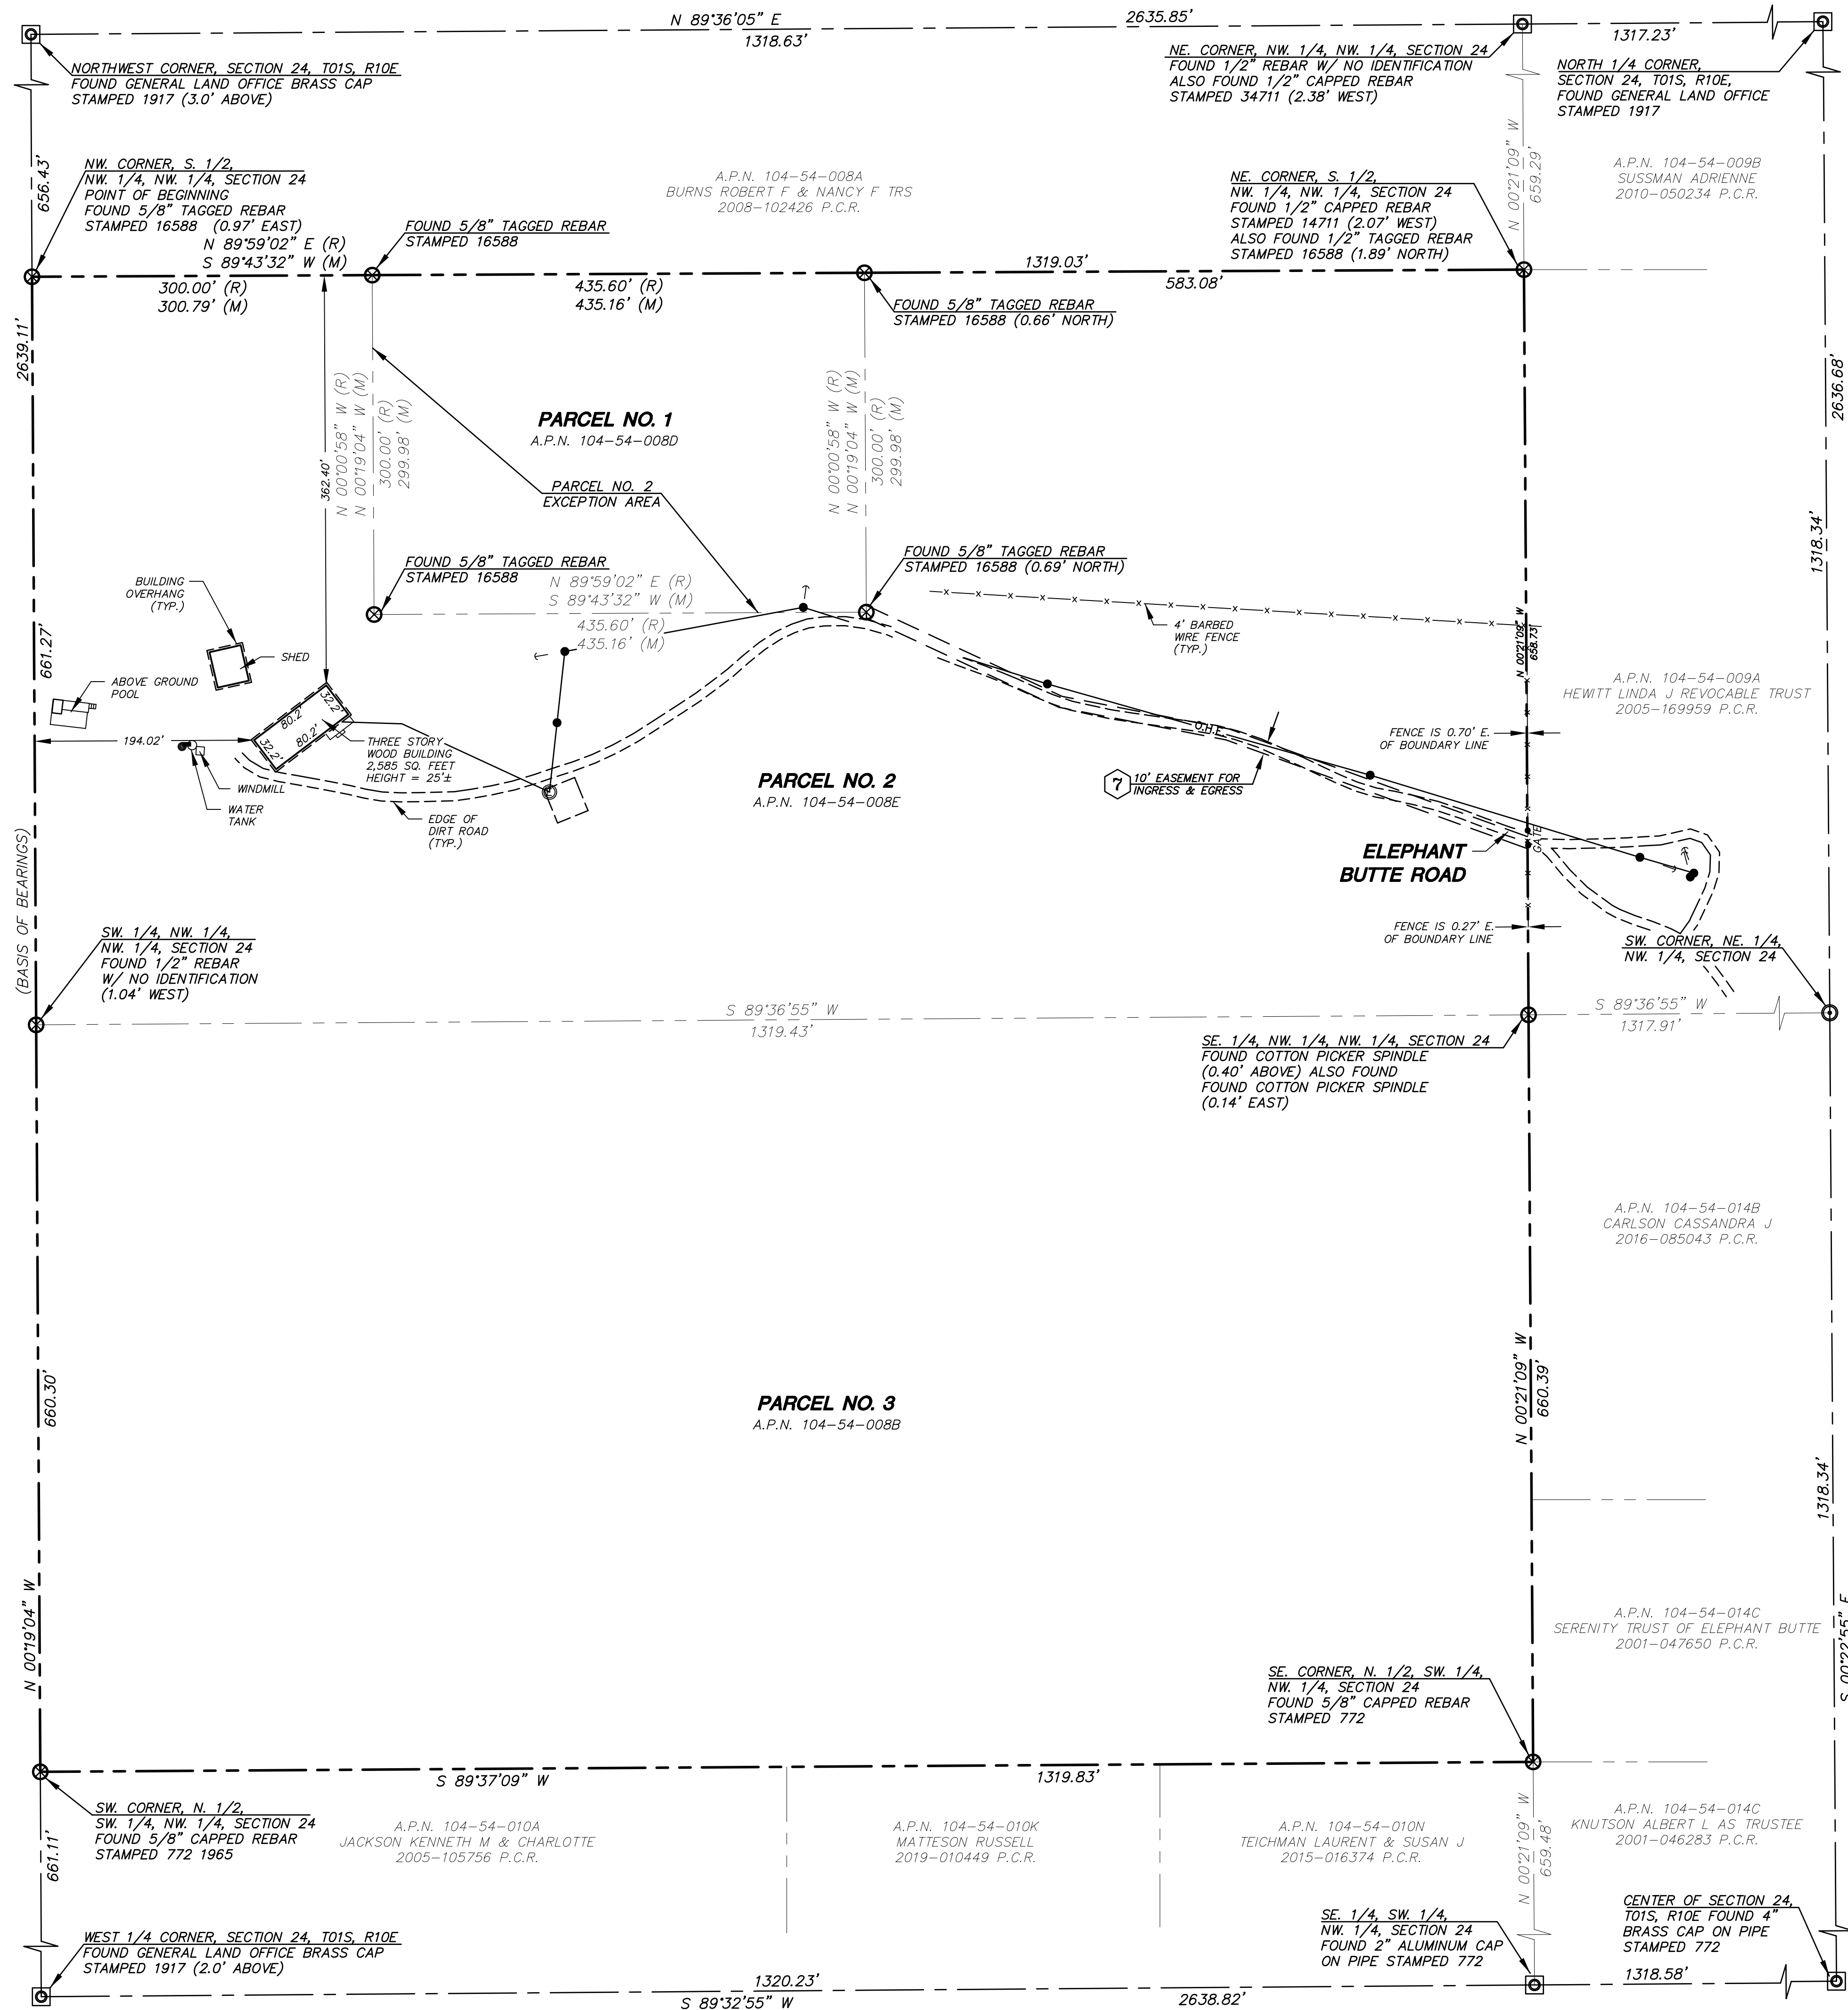 N 89°36'05" E
2635.85'
1318.63'
1317.23'
NORTHWEST CORNER, SECTION 24, T01S, R10E
FOUND GENERAL LAND OFFICE BRASS CAP
STAMPED 1917 (3.0' ABOVE)
NE. CORNER, NW. 1/4, NW. 1/4, SECTION 24
FOUND 1/2" REBAR W/ NO IDENTIFICATION
ALSO FOUND 1/2" CAPPED REBAR
STAMPED 34711 (2.38' WEST)
NORTH 1/4 CORNER,
SECTION 24, T01S, R10E,
FOUND GENERAL LAND OFFICE
STAMPED 1917
656.43'
NW. CORNER, S. 1/2,
NW. 1/4, NW. 1/4, SECTION 24
POINT OF BEGINNING
FOUND 5/8" TAGGED REBAR
STAMPED 16588 (0.97' EAST)
N 89°59'02" E (R)
S 89°43'32" W (M)
300.00' (R)
300.79' (M)
FOUND 5/8" TAGGED REBAR
STAMPED 16588
A.P.N. 104-54-008A
BURNS ROBERT F & NANCY F TRS
2008-102426 P.C.R.
435.60' (R)
435.16' (M)
FOUND 5/8" TAGGED REBAR
STAMPED 16588 (0.66' NORTH)
1319.03'
583.08'
NE. CORNER, S. 1/2,
NW. 1/4, NW. 1/4, SECTION 24
FOUND 1/2" CAPPED REBAR
STAMPED 14711 (2.07' WEST)
ALSO FOUND 1/2" TAGGED REBAR
STAMPED 16588 (1.89' NORTH)
N 00°21'09" W
659.29'
A.P.N. 104-54-009B
SUSSMAN ADRIENNE
2010-050234 P.C.R.
2639.11'
2636.68'
362.40'
N 00°00'58" W (R)
N 00°19'04" W (M)
300.00' (R)
299.98' (M)
PARCEL NO. 1
A.P.N. 104-54-008D
PARCEL NO. 2
EXCEPTION AREA
N 00°00'58" W (R)
N 00°19'04" W (M)
300.00' (R)
299.98' (M)
1318.34'
FOUND 5/8" TAGGED REBAR
STAMPED 16588
N 89°59'02" E (R)
S 89°43'32" W (M)
435.60' (R)
435.16' (M)
FOUND 5/8" TAGGED REBAR
STAMPED 16588 (0.69' NORTH)
4' BARBED
WIRE FENCE
(TYP.)
N 00°21'09" W
658.73'
BUILDING
OVERHANG
(TYP.)
SHED
661.27'
ABOVE GROUND
POOL
194.02'
80.2'
32.2'
80.2'
32.2'
THREE STORY
WOOD BUILDING
2,585 SQ. FEET
HEIGHT = 25'±
WINDMILL
WATER
TANK
EDGE OF
DIRT ROAD
(TYP.)
E
PARCEL NO. 2
A.P.N. 104-54-008E
O.H.E.
7
10' EASEMENT FOR
INGRESS & EGRESS
FENCE IS 0.70' E.
OF BOUNDARY LINE
A.P.N. 104-54-009A
HEWITT LINDA J REVOCABLE TRUST
2005-169959 P.C.R.
ELEPHANT
BUTTE ROAD
GATE
FENCE IS 0.27' E.
OF BOUNDARY LINE
(BASIS OF BEARINGS)
SW. 1/4, NW. 1/4,
NW. 1/4, SECTION 24
FOUND 1/2" REBAR
W/ NO IDENTIFICATION
(1.04' WEST)
SW. CORNER, NE. 1/4,
NW. 1/4, SECTION 24
S 89°36'55" W
1319.43'
S 89°36'55" W
1317.91'
SE. 1/4, NW. 1/4, NW. 1/4, SECTION 24
FOUND COTTON PICKER SPINDLE
(0.40' ABOVE) ALSO FOUND
FOUND COTTON PICKER SPINDLE
(0.14' EAST)
A.P.N. 104-54-014B
CARLSON CASSANDRA J
2016-085043 P.C.R.
660.30'
PARCEL NO. 3
A.P.N. 104-54-008B
N 00°21'09" W
660.39'
1318.34'
N 00°19'04" W
A.P.N. 104-54-014C
SERENITY TRUST OF ELEPHANT BUTTE
2001-047650 P.C.R.
S 00°22'55" E
SE. CORNER, N. 1/2, SW. 1/4,
NW. 1/4, SECTION 24
FOUND 5/8" CAPPED REBAR
STAMPED 772
S 89°37'09" W
1319.83'
SW. CORNER, N. 1/2,
SW. 1/4, NW. 1/4, SECTION 24
FOUND 5/8" CAPPED REBAR
STAMPED 772 1965
661.11'
A.P.N. 104-54-010A
JACKSON KENNETH M & CHARLOTTE
2005-105756 P.C.R.
A.P.N. 104-54-010K
MATTESON RUSSELL
2019-010449 P.C.R.
A.P.N. 104-54-010N
TEICHMAN LAURENT & SUSAN J
2015-016374 P.C.R.
N 00°21'09" W
659.48'
A.P.N. 104-54-014C
KNUTSON ALBERT L AS TRUSTEE
2001-046283 P.C.R.
WEST 1/4 CORNER, SECTION 24, T01S, R10E
FOUND GENERAL LAND OFFICE BRASS CAP
STAMPED 1917 (2.0' ABOVE)
SE. 1/4, SW. 1/4,
NW. 1/4, SECTION 24
FOUND 2" ALUMINUM CAP
ON PIPE STAMPED 772
CENTER OF SECTION 24,
T01S, R10E FOUND 4"
BRASS CAP ON PIPE
STAMPED 772
1320.23'
S 89°32'55" W
2638.82'
1318.58'